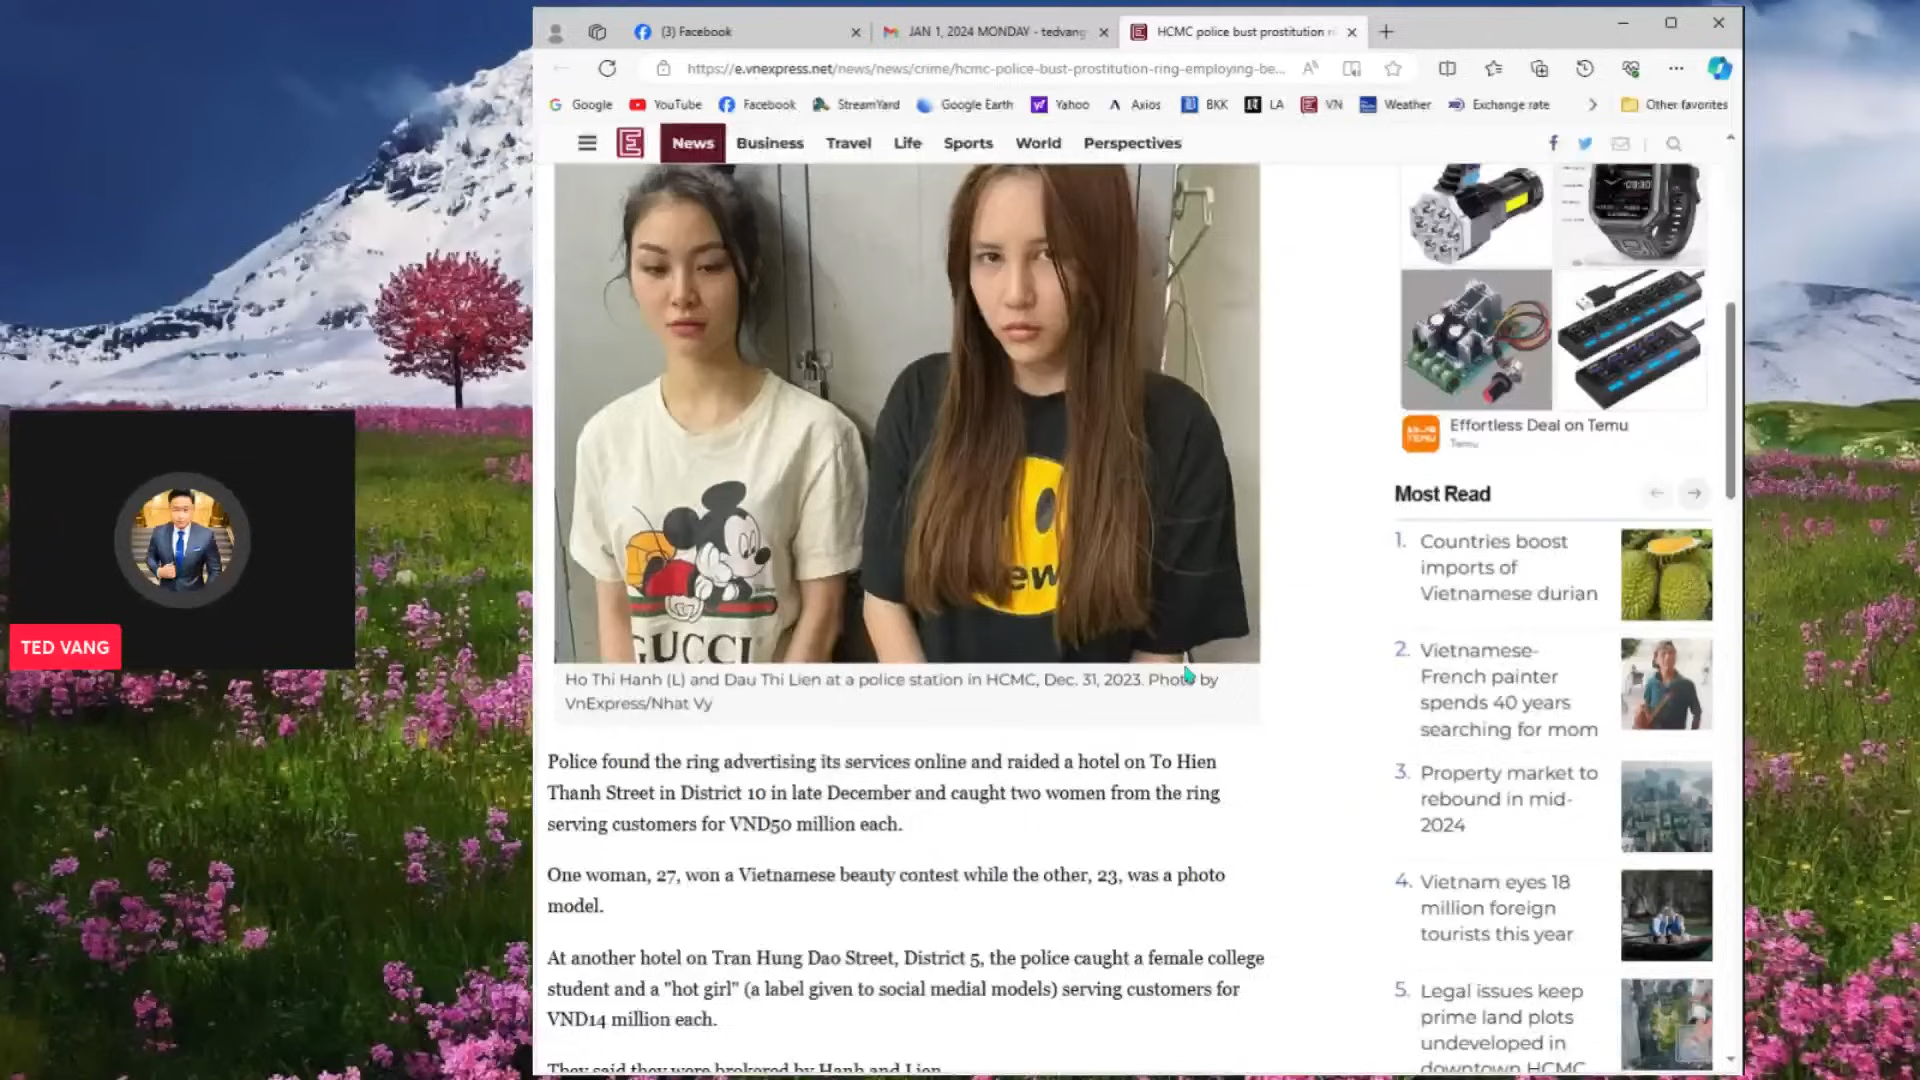 (3) Facebook
JAN 1, 2024 MONDAY - tedvang
HCMC police bust prostitution r
https://e.vnexpress.net/news/news/crime/hcmc-police-bust-prostitution-ring-employing-be...
Google YouTube Facebook StreamYard Google Earth Yahoo Axios BKK LA VN Weather Exchange rate Other favorites
News Business Travel Life Sports World Perspectives
GUCCI
ew
Ho Thi Hanh (L) and Dau Thi Lien at a police station in HCMC, Dec. 31, 2023. Photo by
VnExpress/Nhat Vy
Police found the ring advertising its services online and raided a hotel on To Hien
Thanh Street in District 10 in late December and caught two women from the ring
serving customers for VND50 million each.
One woman, 27, won a Vietnamese beauty contest while the other, 23, was a photo
model.
At another hotel on Tran Hung Dao Street, District 5, the police caught a female college
student and a "hot girl" (a label given to social medial models) serving customers for
VND14 million each.
They said they were brokered by Hanh and Lien
Effortless Deal on Temu
Temu
Most Read
1. Countries boost
imports of
Vietnamese durian
2. Vietnamese-
French painter
spends 40 years
searching for mom
3. Property market to
rebound in mid-
2024
4. Vietnam eyes 18
million foreign
tourists this year
5. Legal issues keep
prime land plots
undeveloped in
downtown HCMC
TED VANG